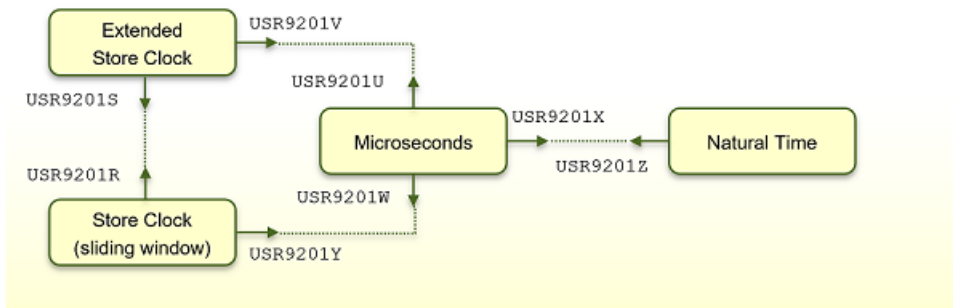 USR9201V
Extended
Store Clock
USR9201U
USR9201S
USR9201X
Microseconds
Natural Time
USR9201Z
USR9201R
USR9201W
Store Clock
(sliding window)
USR9201Y